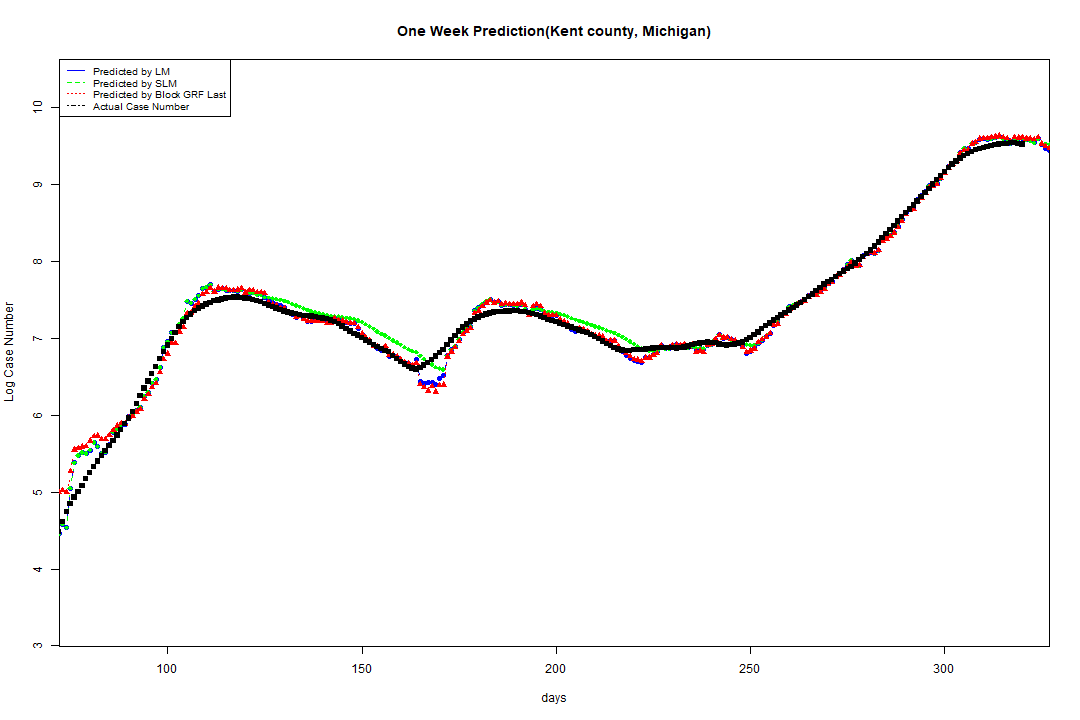 One Week Prediction(Kent county, Michigan)
Predicted by LM
Predicted by SLM
Predicted by Block GRF Last
Actual Case Number
Log Case Number
10
9
8
7
6
5
4
3
100 150 200 250 300
days